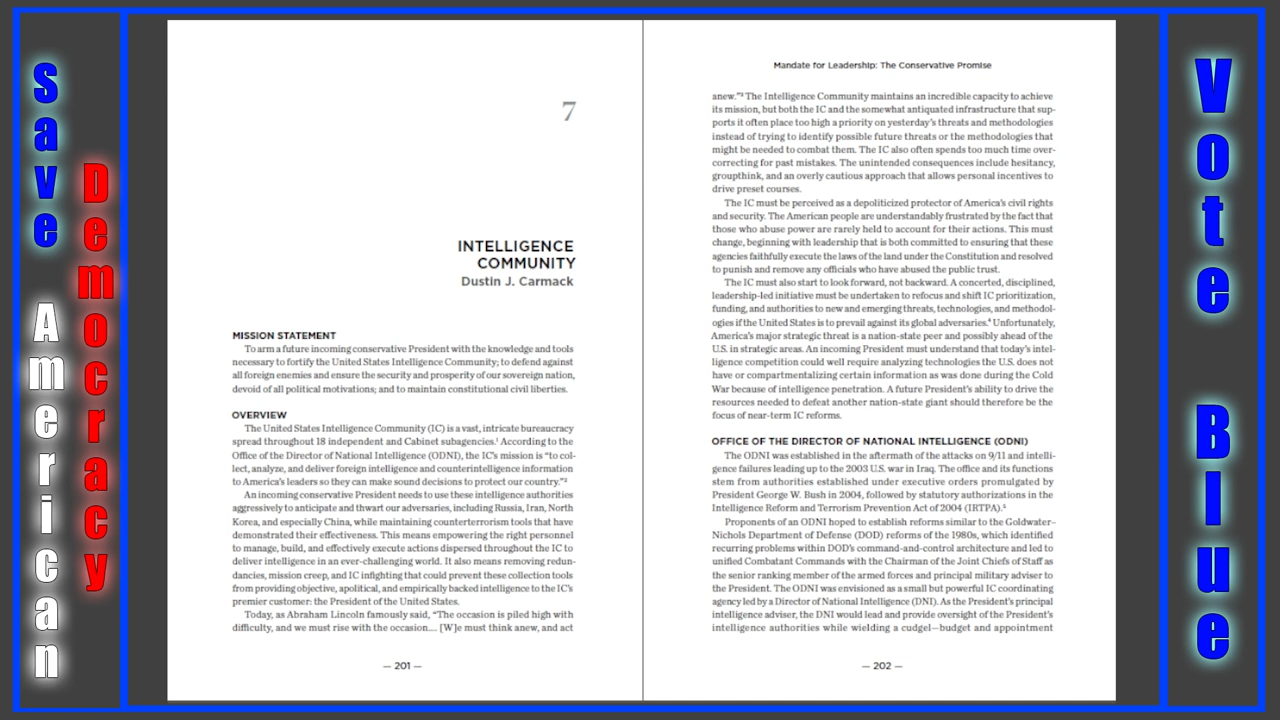 Save
American
Democracy
7
INTELLIGENCE
COMMUNITY
Dustin J. Carmack
MISSION STATEMENT
To arm a future incoming conservative President with the knowledge and tools
necessary to fortify the United States Intelligence Community; to defend against
all foreign enemies and ensure the security and prosperity of our sovereign nation,
devoid of all political motivations; and to maintain constitutional civil liberties.
OVERVIEW
The United States Intelligence Community (IC) is a vast, intricate bureaucracy
spread throughout 18 independent and Cabinet subagencies.¹ According to the
Office of the Director of National Intelligence (ODNI), the IC's mission is “to col-
lect, analyze, and deliver foreign intelligence and counterintelligence information
to America's leaders so they can make sound decisions to protect our country.”²
An incoming conservative President needs to use these intelligence authorities
aggressively to anticipate and thwart our adversaries, including Russia, Iran, North
Korea, and especially China, while maintaining counterterrorism tools that have
demonstrated their effectiveness. This means empowering the right personnel
to manage, build, and effectively execute actions dispersed throughout the IC to
deliver intelligence in an ever-challenging world. It also means removing redun-
dancies, mission creep, and IC infighting that could prevent these collection tools
from providing objective, apolitical, and empirically backed intelligence to the IC's
premier customer: the President of the United States.
Today, as Abraham Lincoln famously said, “The occasion is piled high with
difficulty, and we must rise with the occasion.... [W]e must think anew, and act
— 201 —
Mandate for Leadership: The Conservative Promise
anew.”³ The Intelligence Community maintains an incredible capacity to achieve
its mission, but both the IC and the somewhat antiquated infrastructure that sup-
ports it often place too high a priority on yesterday's threats and methodologies
instead of trying to identify possible future threats or the methodologies that
might be needed to combat them. The IC also often spends too much time over-
correcting for past mistakes. The unintended consequences include hesitancy,
groupthink, and an overly cautious approach that allows personal incentives to
drive preset courses.
The IC must be perceived as a depoliticized protector of America's civil rights
and security. The American people are understandably frustrated by the fact that
those who abuse power are rarely held to account for their actions. This must
change, beginning with leadership that is both committed to ensuring that these
agencies faithfully execute the laws of the land under the Constitution and resolved
to punish and remove any officials who have abused the public trust.
The IC must also start to look forward, not backward. A concerted, disciplined,
leadership-led initiative must be undertaken to refocus and shift IC prioritization,
funding, and authorities to new and emerging threats, technologies, and methodol-
ogies if the United States is to prevail against its global adversaries.⁴ Unfortunately,
America's major strategic threat is a nation-state peer and possibly ahead of the
U.S. in strategic areas. An incoming President must understand that today's intel-
ligence competition could well require analyzing technologies the U.S. does not
have or compartmentalizing certain information as was done during the Cold
War because of intelligence penetration. A future President's ability to drive the
resources needed to defeat another nation-state giant should therefore be the
focus of near-term IC reforms.
OFFICE OF THE DIRECTOR OF NATIONAL INTELLIGENCE (ODNI)
The ODNI was established in the aftermath of the attacks on 9/11 and intelli-
gence failures leading up to the 2003 U.S. war in Iraq. The office and its functions
stem from authorities established under executive orders promulgated by
President George W. Bush in 2004, followed by statutory authorizations in the
Intelligence Reform and Terrorism Prevention Act of 2004 (IRTPA).⁵
Proponents of an ODNI hoped to establish reforms similar to the Goldwater–
Nichols Department of Defense (DOD) reforms of the 1980s, which identified
recurring problems within DOD's command-and-control architecture and led to
unified Combatant Commands with the Chairman of the Joint Chiefs of Staff as
the senior ranking member of the armed forces and principal military adviser to
the President. The ODNI was envisioned as a small but powerful IC coordinating
agency led by a Director of National Intelligence (DNI). As the President's principal
intelligence adviser, the DNI would lead and provide oversight of the President's
intelligence authorities while wielding a cudgel—budget and appointment
— 202 —
Vote
Blue